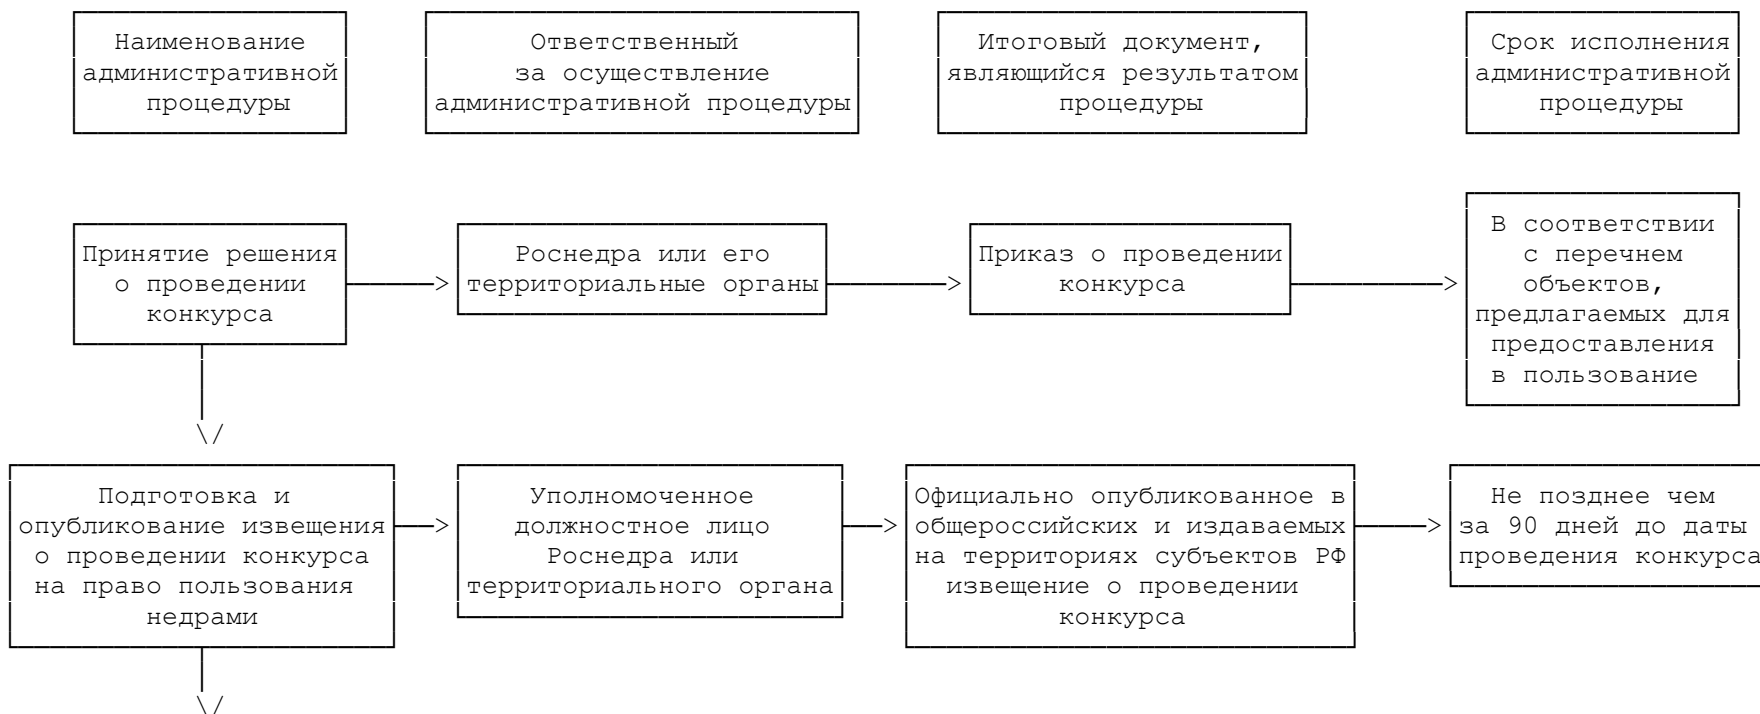 Наименование
административной
процедуры
Ответственный
за осуществление
административной процедуры
Итоговый документ,
являющийся результатом
процедуры
Срок исполнения
административной
процедуры
Принятие решения
о проведении
конкурса
Роснедра или его
территориальные органы
Приказ о проведении
конкурса
В соответствии
с перечнем
объектов,
предлагаемых для
предоставления
в пользование
Подготовка и
опубликование извещения
о проведении конкурса
на право пользования
недрами
Уполномоченное
должностное лицо
Роснедра или
территориального органа
Официально опубликованное в
общероссийских и издаваемых
на территориях субъектов РФ
извещение о проведении
конкурса
Не позднее чем
за 90 дней до даты
проведения конкурса